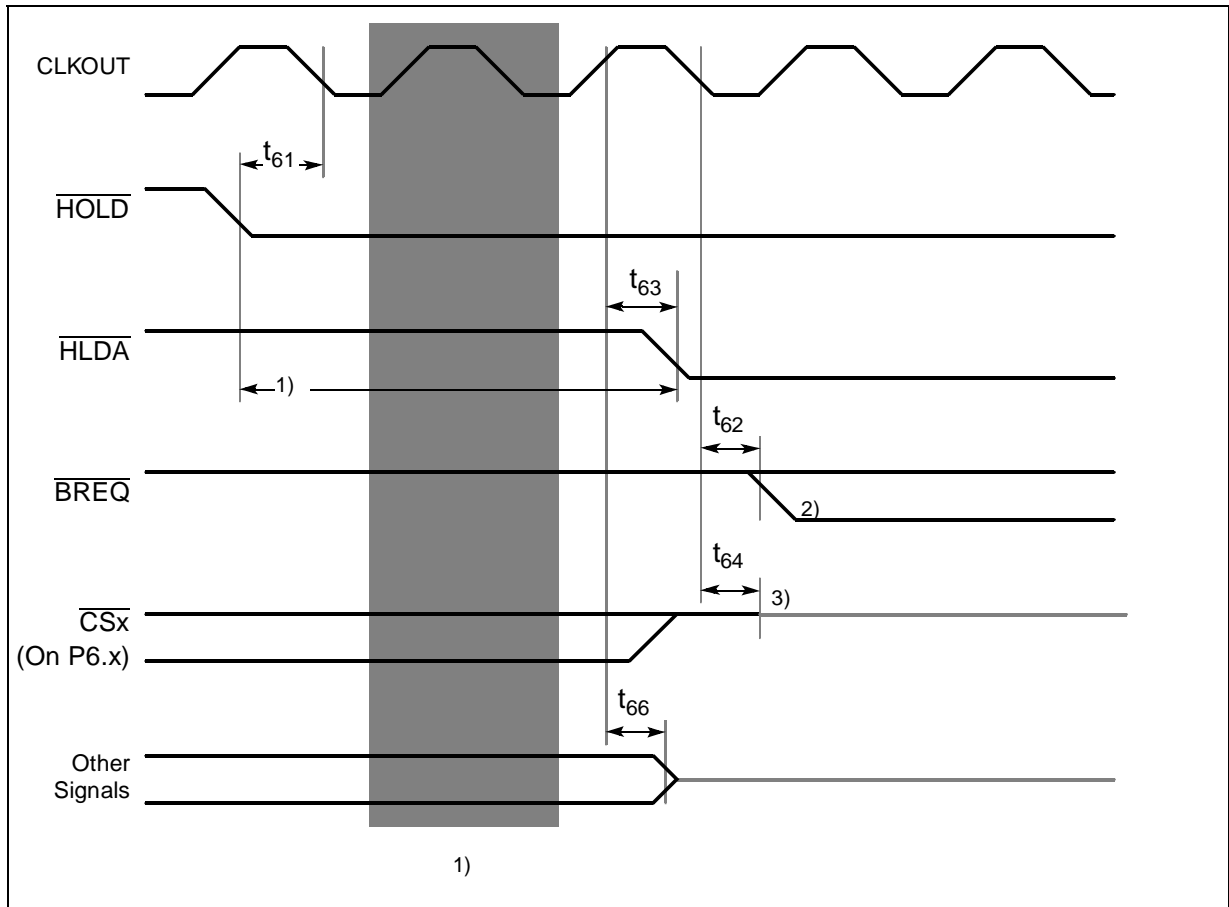 CLKOUT
t61
HOLD
t63
HLDA
1)
t62
BREQ
2)
t64
3)
CSx
(On P6.x)
t66
Other
Signals
1)